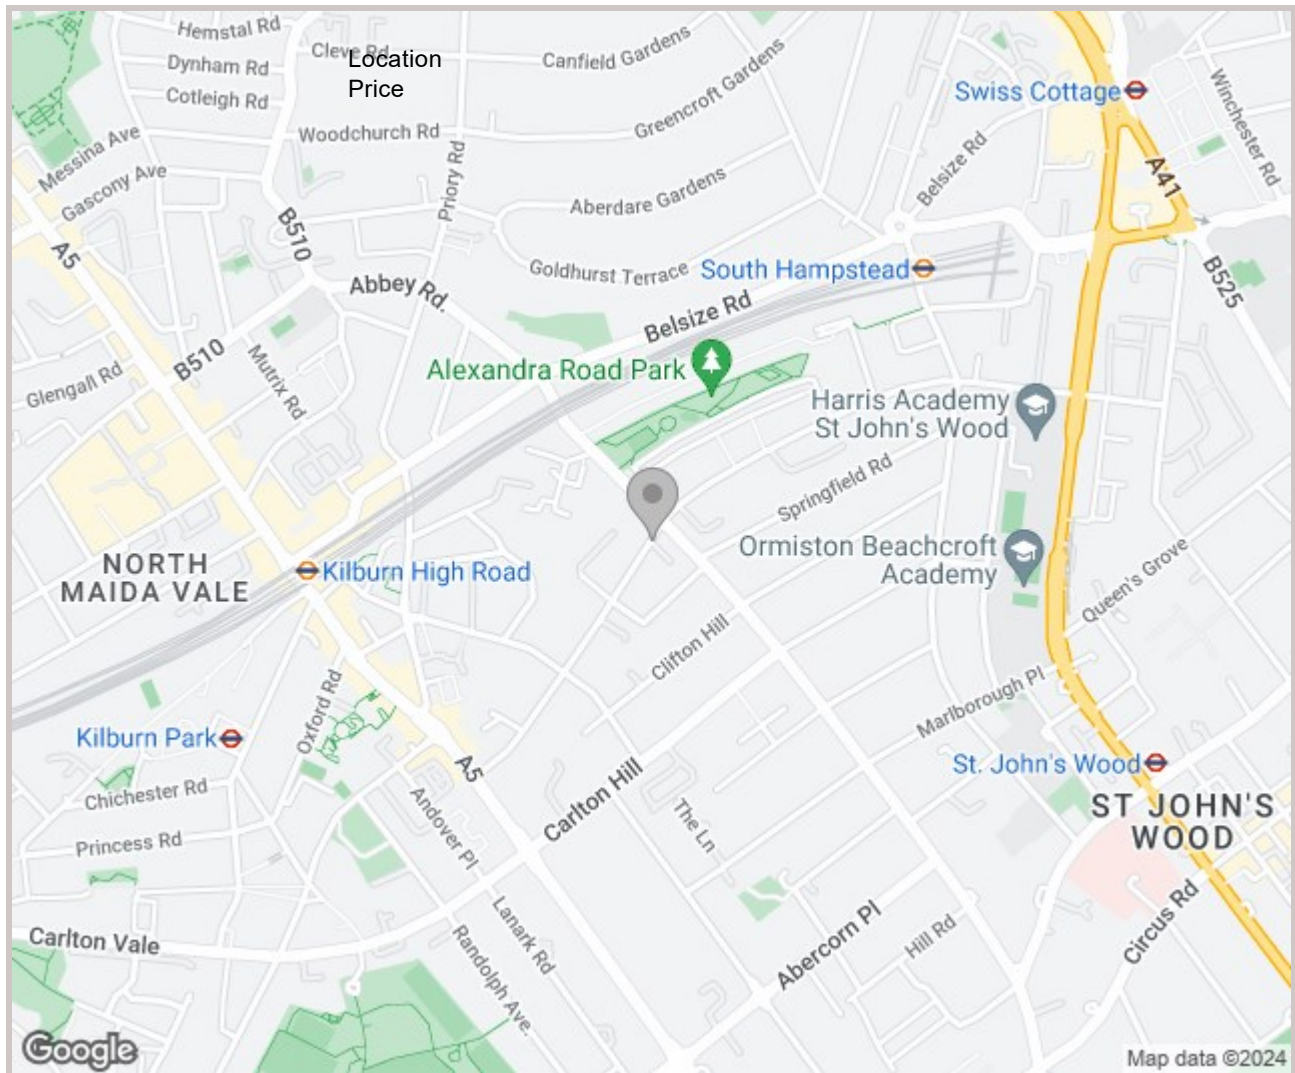 Hemstal Rd
Cleve Rd
Location
Price
Dynham Rd
Cotleigh Rd
Canfield Gardens
Greencroft Gardens
Swiss Cottage
Winchester Rd
Messina Ave
Woodchurch Rd
Gascony Ave
Priory Rd
Belsize Rd
A41
Aberdare Gardens
B510
A5
Goldhurst Terrace
South Hampstead
B525
Abbey Rd.
Belsize Rd
B510
Mutrix Rd
Glengall Rd
Alexandra Road Park
Harris Academy
St John's Wood
Springfield Rd
Ormiston Beachcroft
Academy
NORTH
MAIDA VALE
Kilburn High Road
Queen's Grove
Clifton Hill
Marlborough Pl
Oxford Rd
Kilburn Park
A5
St. John's Wood
Chichester Rd
Carlton Hill
Andover Pl
The Ln
ST JOHN'S
WOOD
Princess Rd
Lanark Rd
Circus Rd
Carlton Vale
Randolph Ave.
Abercorn Pl
Hill Rd
Google
Map data ©2024